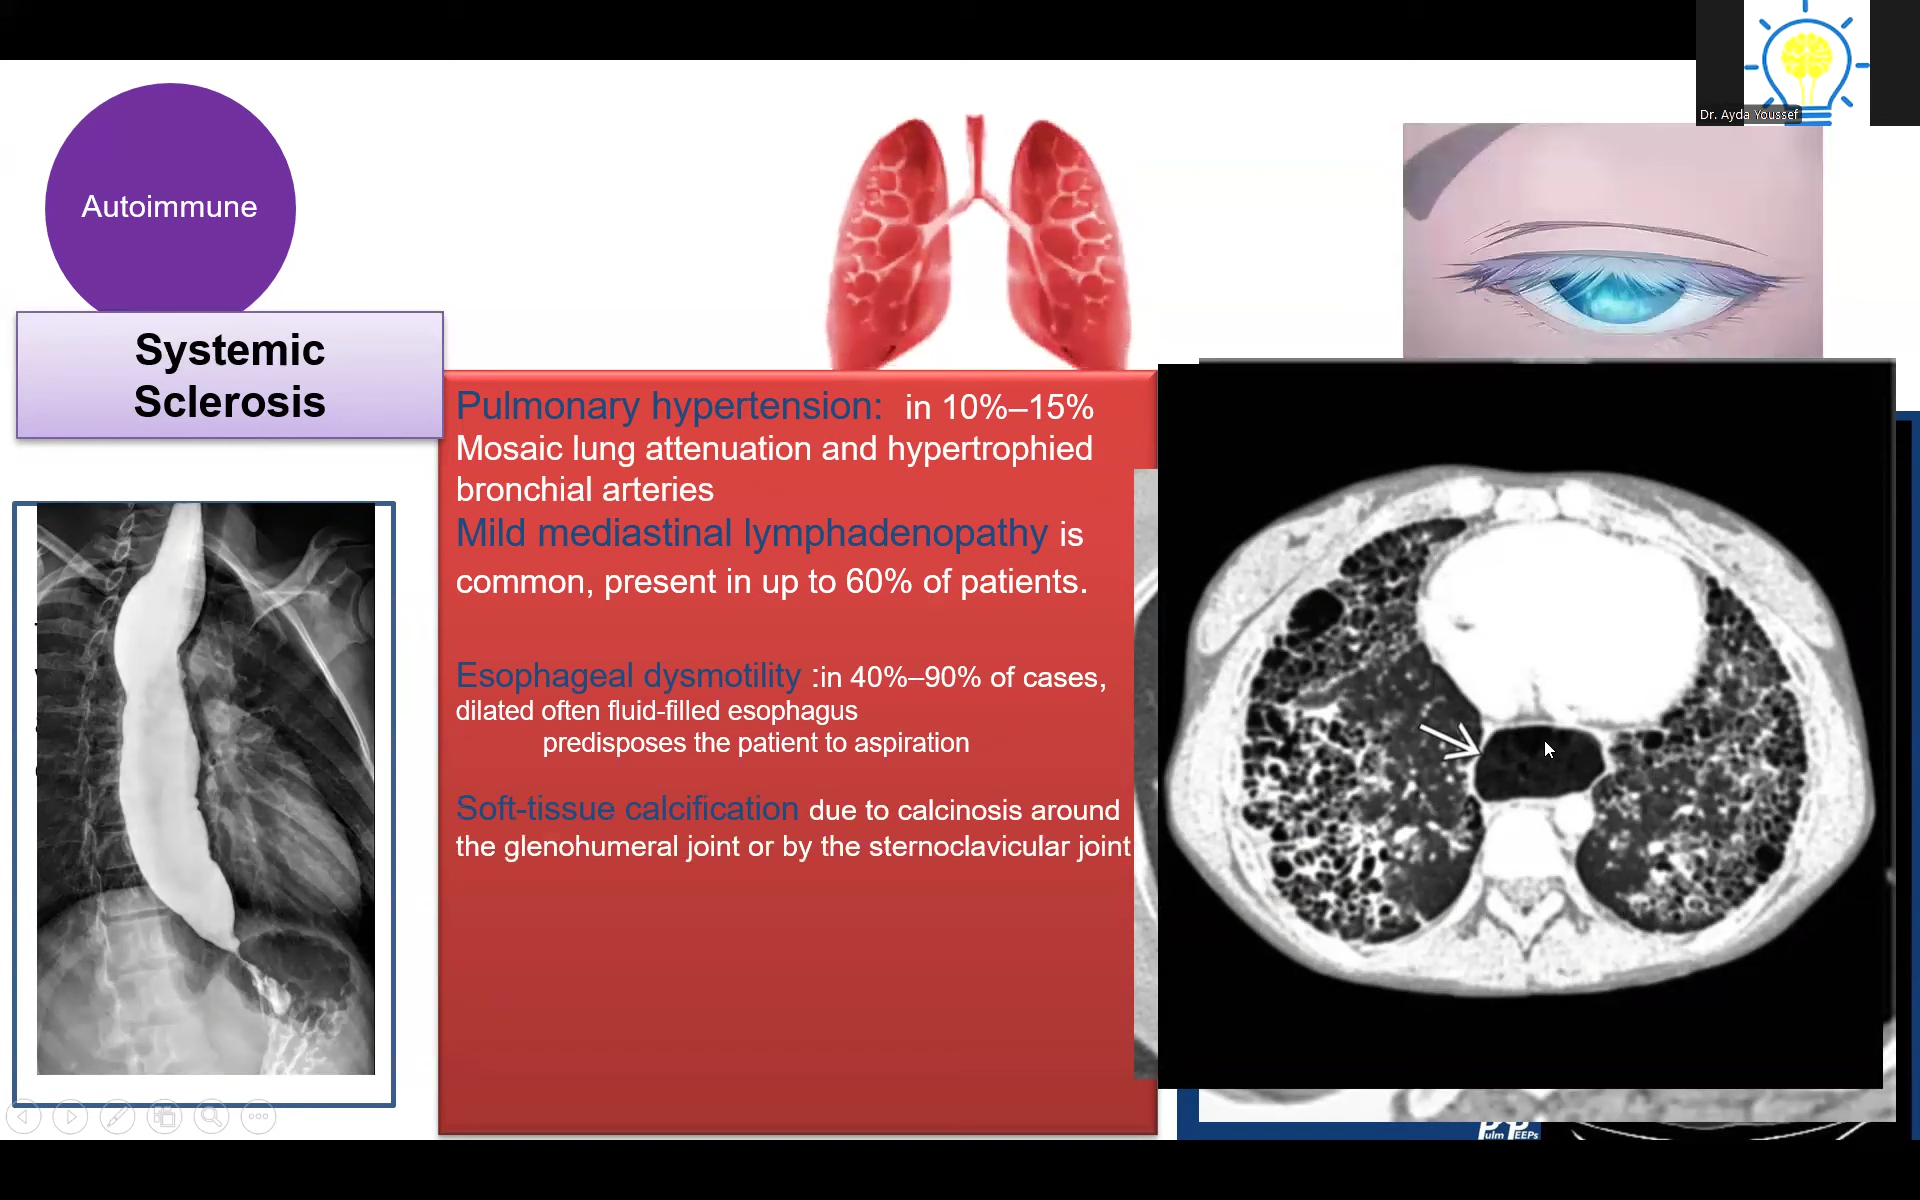 Dr. Ayda Youssef
Autoimmune
Systemic
Sclerosis
Pulmonary hypertension: in 10%–15%
Mosaic lung attenuation and hypertrophied
bronchial arteries
Mild mediastinal lymphadenopathy is
common, present in up to 60% of patients.
Esophageal dysmotility :in 40%–90% of cases,
dilated often fluid-filled esophagus
predisposes the patient to aspiration
Soft-tissue calcification due to calcinosis around
the glenohumeral joint or by the sternoclavicular joint
Pulm PEEPs